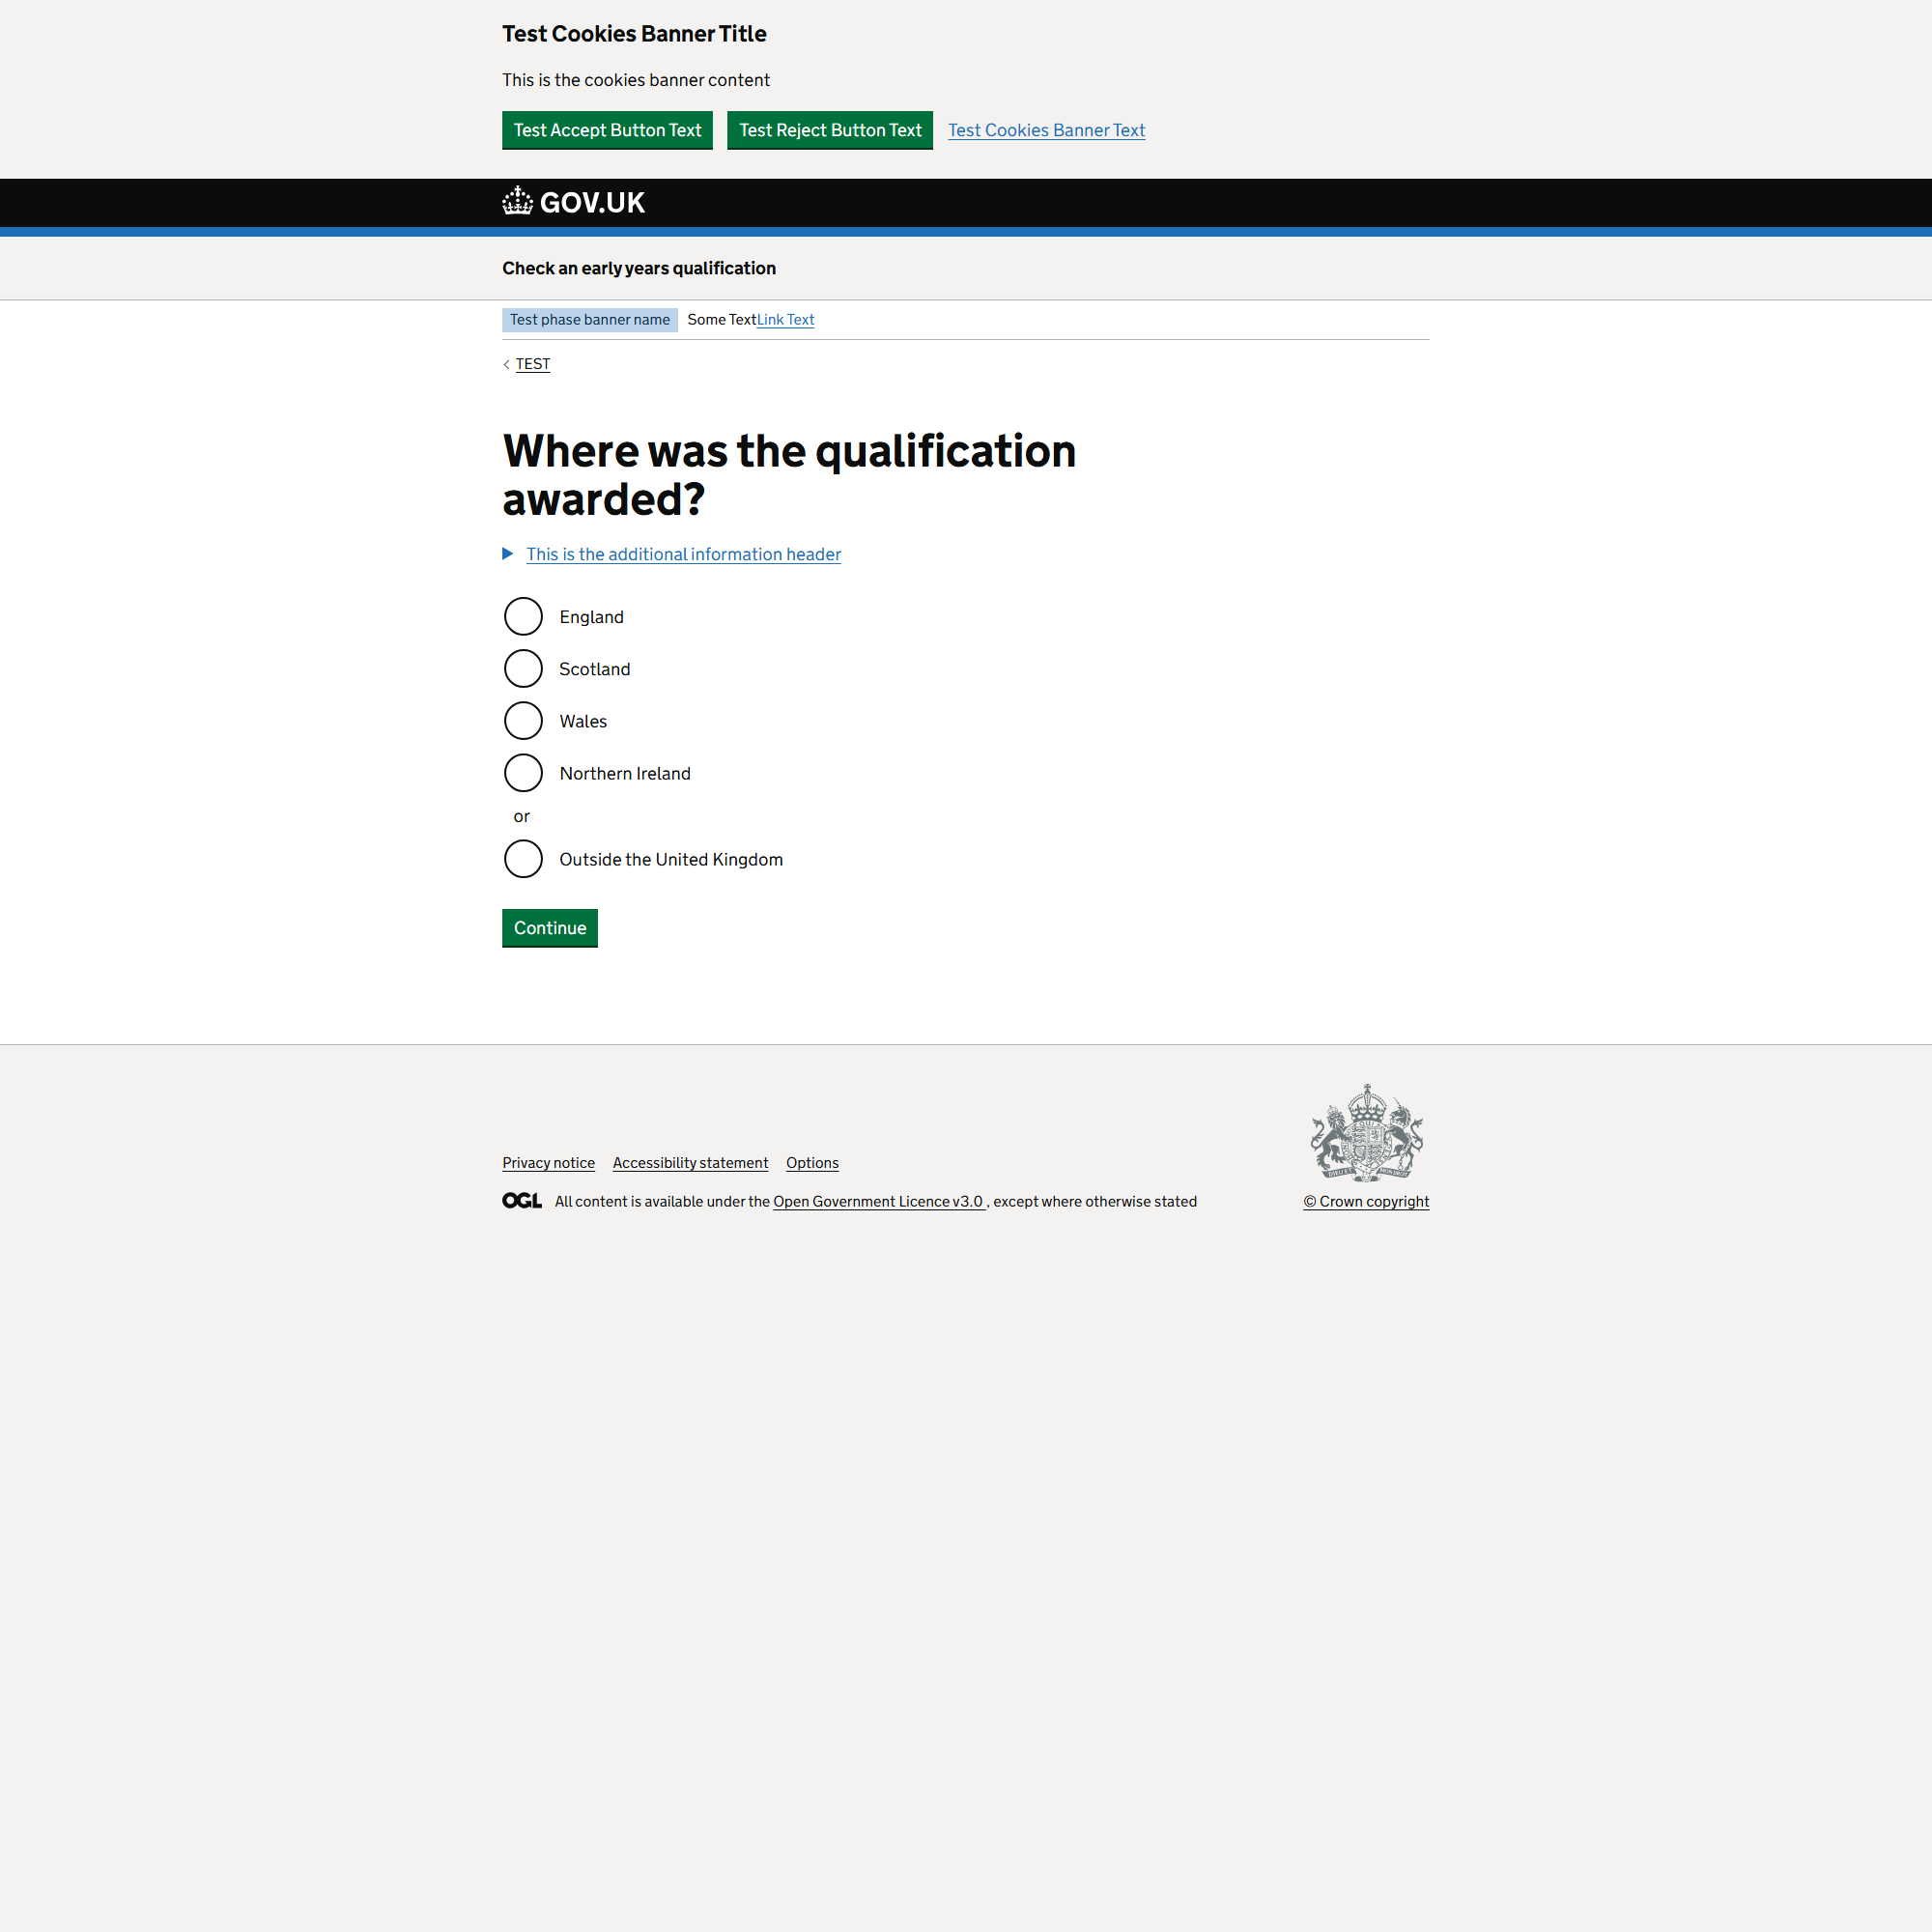 Test Cookies Banner Title
This is the cookies banner content
Test Accept Button Text Test Reject Button Text Test Cookies Banner Text
GOV.UK
Check an early years qualification
Test phase banner name Some TextLink Text
TEST
Where was the qualification
awarded?
This is the additional information header
England
Scotland
Wales
Northern Ireland
or
Outside the United Kingdom
Continue
Privacy notice Accessibility statement Options
OGL All content is available under the Open Government Licence v3.0 , except where otherwise stated
© Crown copyright